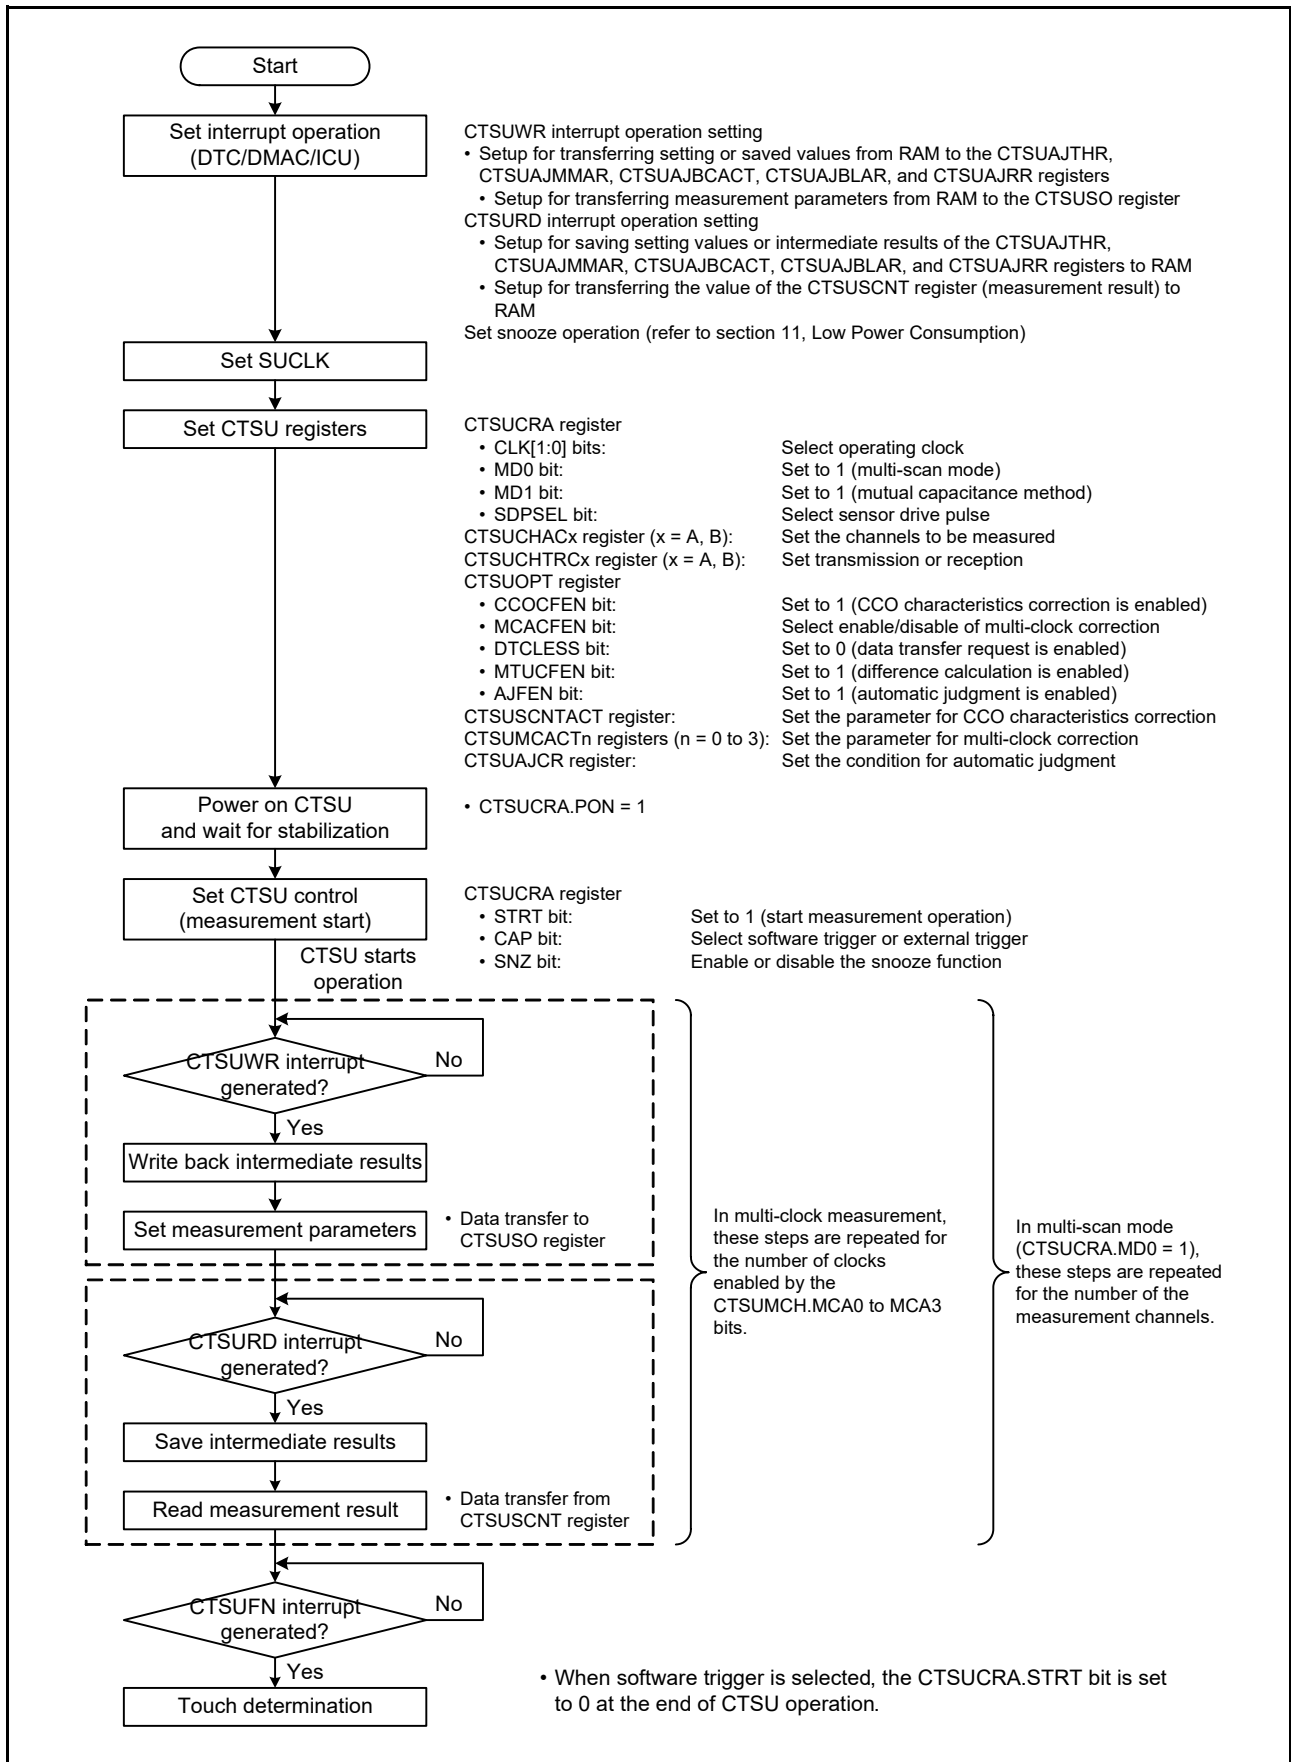 Start
Set interrupt operation
(DTC/DMAC/ICU)
CTSUWR interrupt operation setting
• Setup for transferring setting or saved values from RAM to the CTSUAJTHR,
CTSUAJMMAR, CTSUAJBCACT, CTSUAJBLAR, and CTSUAJRR registers
• Setup for transferring measurement parameters from RAM to the CTSUSO register
CTSURD interrupt operation setting
• Setup for saving setting values or intermediate results of the CTSUAJTHR,
CTSUAJMMAR, CTSUAJBCACT, CTSUAJBLAR, and CTSUAJRR registers to RAM
• Setup for transferring the value of the CTSUSCNT register (measurement result) to
RAM
Set snooze operation (refer to section 11, Low Power Consumption)
Set SUCLK
Set CTSU registers
CTSUCRA register
• CLK[1:0] bits: Select operating clock
• MD0 bit: Set to 1 (multi-scan mode)
• MD1 bit: Set to 1 (mutual capacitance method)
• SDPSEL bit: Select sensor drive pulse
CTSUCHACx register (x = A, B): Set the channels to be measured
CTSUCHTRCx register (x = A, B): Set transmission or reception
CTSUOPT register
• CCOCFEN bit: Set to 1 (CCO characteristics correction is enabled)
• MCACFEN bit: Select enable/disable of multi-clock correction
• DTCLESS bit: Set to 0 (data transfer request is enabled)
• MTUCFEN bit: Set to 1 (difference calculation is enabled)
• AJFEN bit: Set to 1 (automatic judgment is enabled)
CTSUSCNTACT register: Set the parameter for CCO characteristics correction
CTSUMCACTn registers (n = 0 to 3): Set the parameter for multi-clock correction
CTSUAJCR register: Set the condition for automatic judgment
Power on CTSU
and wait for stabilization
• CTSUCRA.PON = 1
Set CTSU control
(measurement start)
CTSUCRA register
• STRT bit: Set to 1 (start measurement operation)
• CAP bit: Select software trigger or external trigger
• SNZ bit: Enable or disable the snooze function
CTSU starts
operation
CTSUWR interrupt
generated?
No
Yes
Write back intermediate results
Set measurement parameters
• Data transfer to
CTSUSO register
CTSURD interrupt
generated?
No
Yes
Save intermediate results
Read measurement result
• Data transfer from
CTSUSCNT register
In multi-clock measurement,
these steps are repeated for
the number of clocks
enabled by the
CTSUMCH.MCA0 to MCA3
bits.
In multi-scan mode
(CTSUCRA.MD0 = 1),
these steps are repeated
for the number of the
measurement channels.
CTSUFN interrupt
generated?
No
Yes
Touch determination
• When software trigger is selected, the CTSUCRA.STRT bit is set
to 0 at the end of CTSU operation.